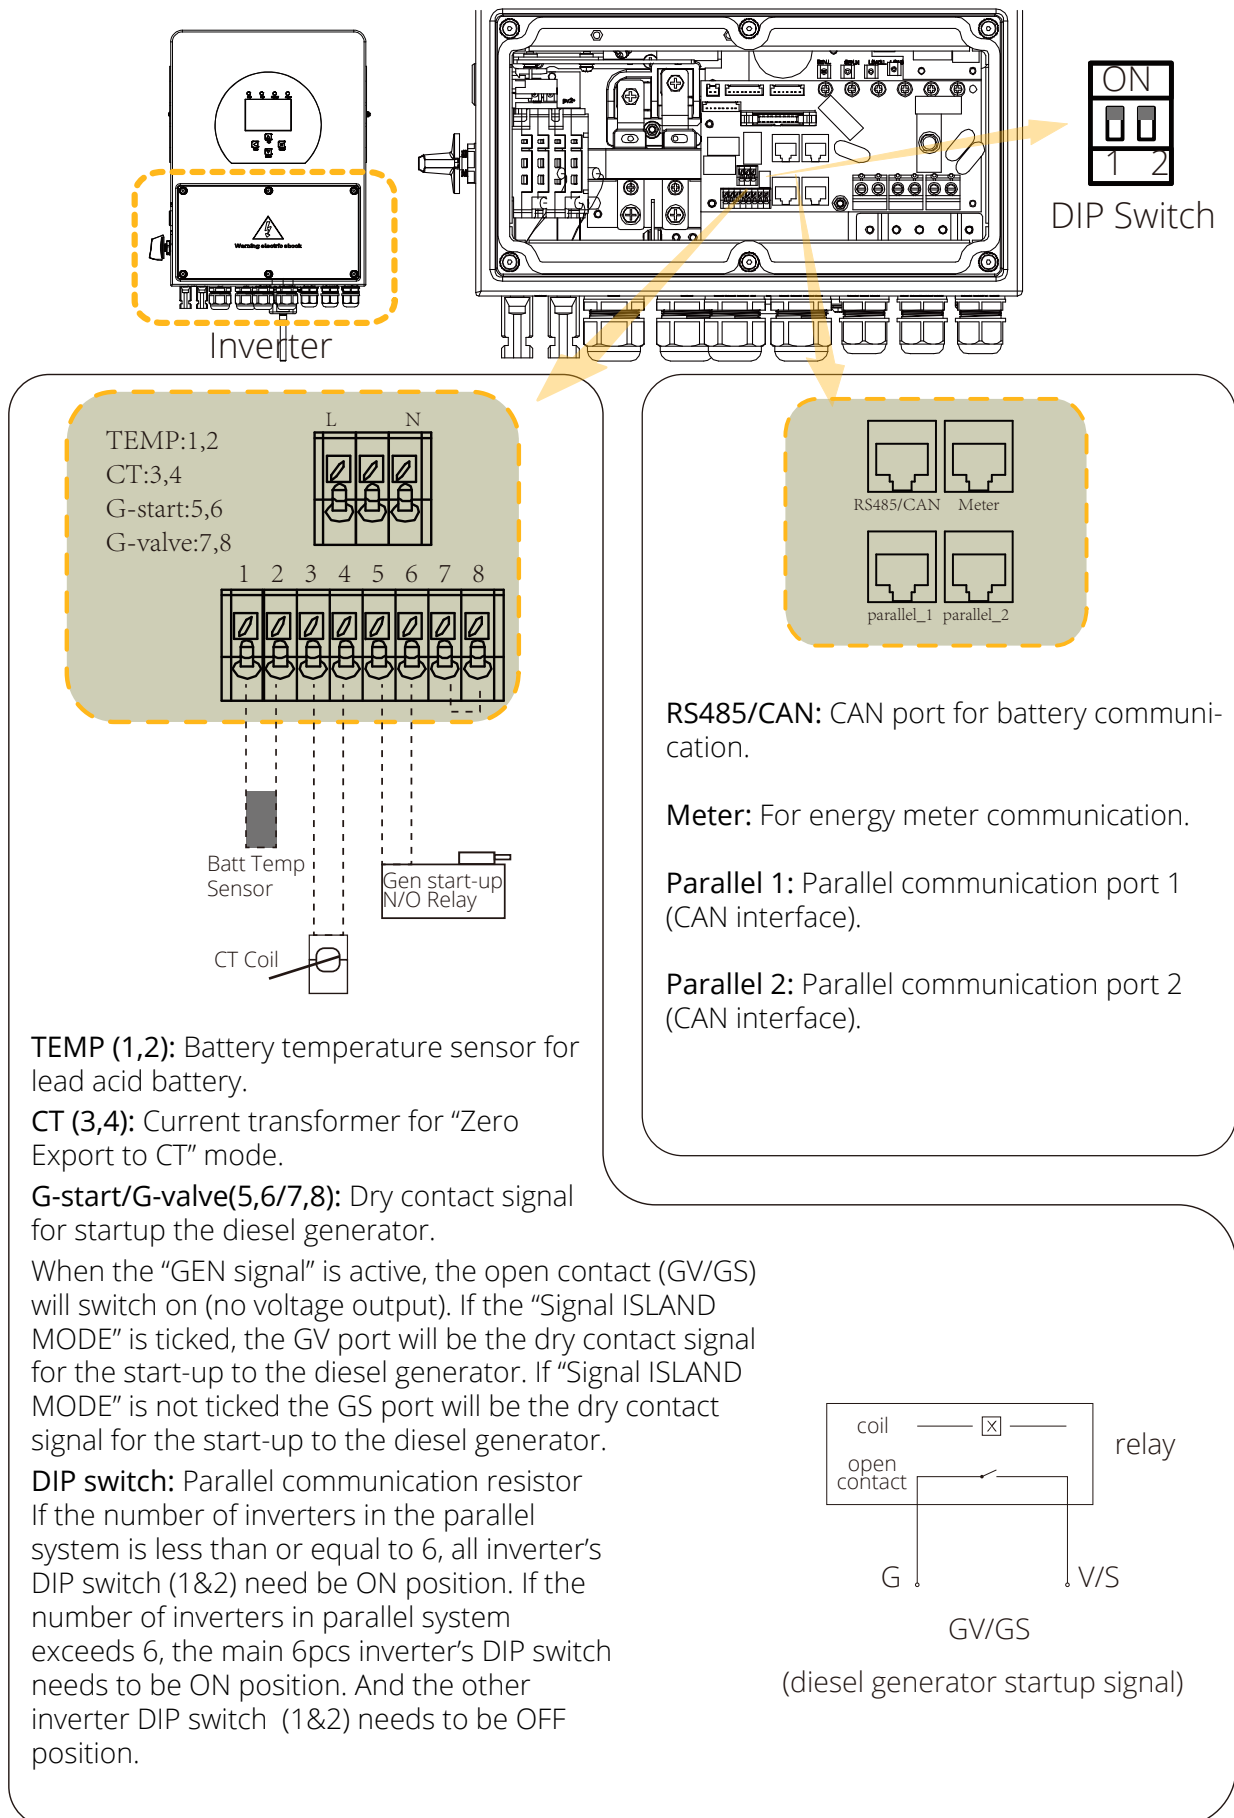 ON
1 2
DIP Switch
Warning electric shock
Inverter
TEMP:1,2
CT:3,4
G-start:5,6
G-valve:7,8
L N
1 2 3 4 5 6 7 8
Batt Temp
Sensor
Gen start-up
N/O Relay
CT Coil
RS485/CAN Meter
parallel_1 parallel_2
RS485/CAN: CAN port for battery communi-
cation.
Meter: For energy meter communication.
Parallel 1: Parallel communication port 1
(CAN interface).
Parallel 2: Parallel communication port 2
(CAN interface).
TEMP (1,2): Battery temperature sensor for
lead acid battery.
CT (3,4): Current transformer for “Zero
Export to CT” mode.
G-start/G-valve(5,6/7,8): Dry contact signal
for startup the diesel generator.
When the “GEN signal” is active, the open contact (GV/GS)
will switch on (no voltage output). If the “Signal ISLAND
MODE” is ticked, the GV port will be the dry contact signal
for the start-up to the diesel generator. If “Signal ISLAND
MODE” is not ticked the GS port will be the dry contact
signal for the start-up to the diesel generator.
DIP switch: Parallel communication resistor
If the number of inverters in the parallel
system is less than or equal to 6, all inverter’s
DIP switch (1&2) need be ON position. If the
number of inverters in parallel system
exceeds 6, the main 6pcs inverter’s DIP switch
needs to be ON position. And the other
inverter DIP switch (1&2) needs to be OFF
position.
coil
open
contact
relay
G V/S
GV/GS
(diesel generator startup signal)